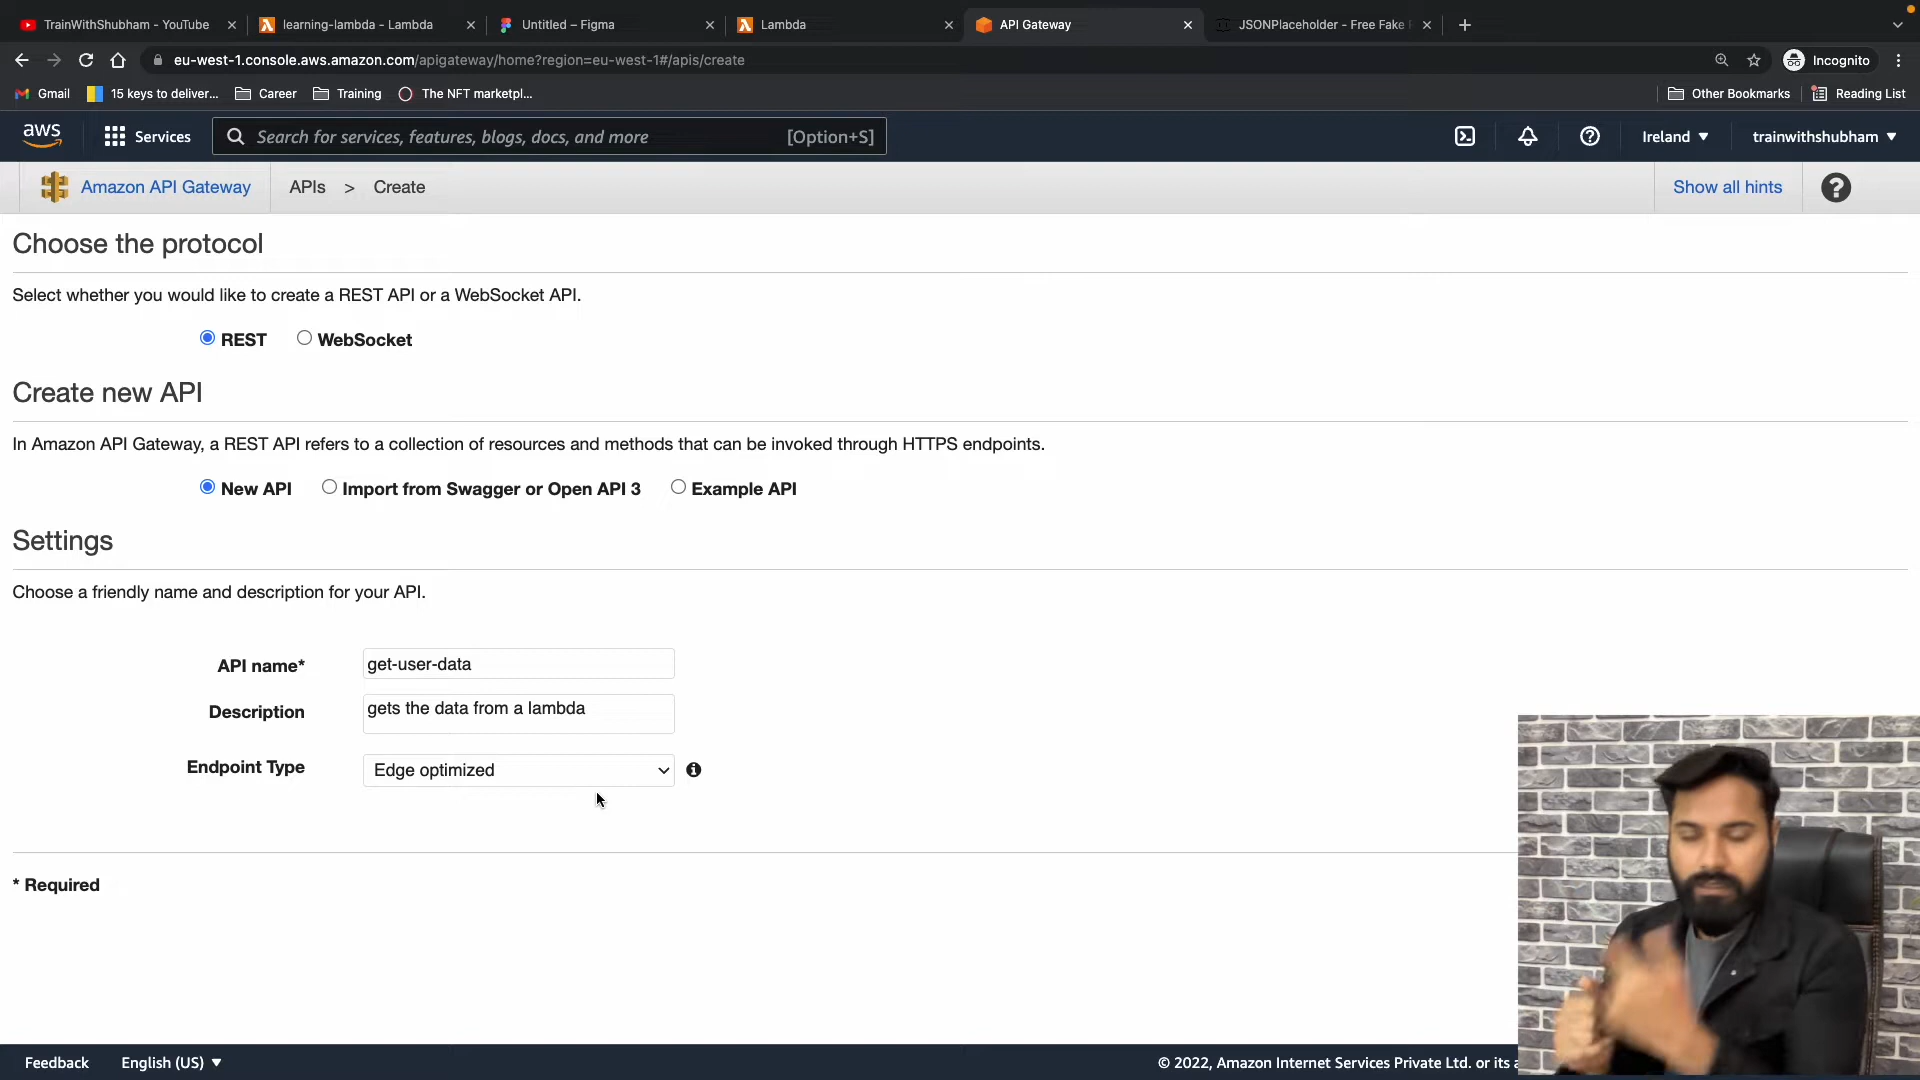 TrainWithShubham - YouTube
learning-lambda - Lambda
Untitled – Figma
Lambda
API Gateway
JSONPlaceholder - Free Fake
eu-west-1.console.aws.amazon.com/apigateway/home?region=eu-west-1#/apis/create
Incognito
Gmail
15 keys to deliver...
Career
Training
The NFT marketpl...
Other Bookmarks
Reading List
aws
Services
Search for services, features, blogs, docs, and more
[Option+S]
Ireland
trainwithshubham
Amazon API Gateway
APIs > Create
Show all hints
Choose the protocol
Select whether you would like to create a REST API or a WebSocket API.
REST
WebSocket
Create new API
In Amazon API Gateway, a REST API refers to a collection of resources and methods that can be invoked through HTTPS endpoints.
New API
Import from Swagger or Open API 3
Example API
Settings
Choose a friendly name and description for your API.
API name*
get-user-data
Description
gets the data from a lambda
Endpoint Type
Edge optimized
* Required
Feedback
English (US)
© 2022, Amazon Internet Services Private Ltd. or its